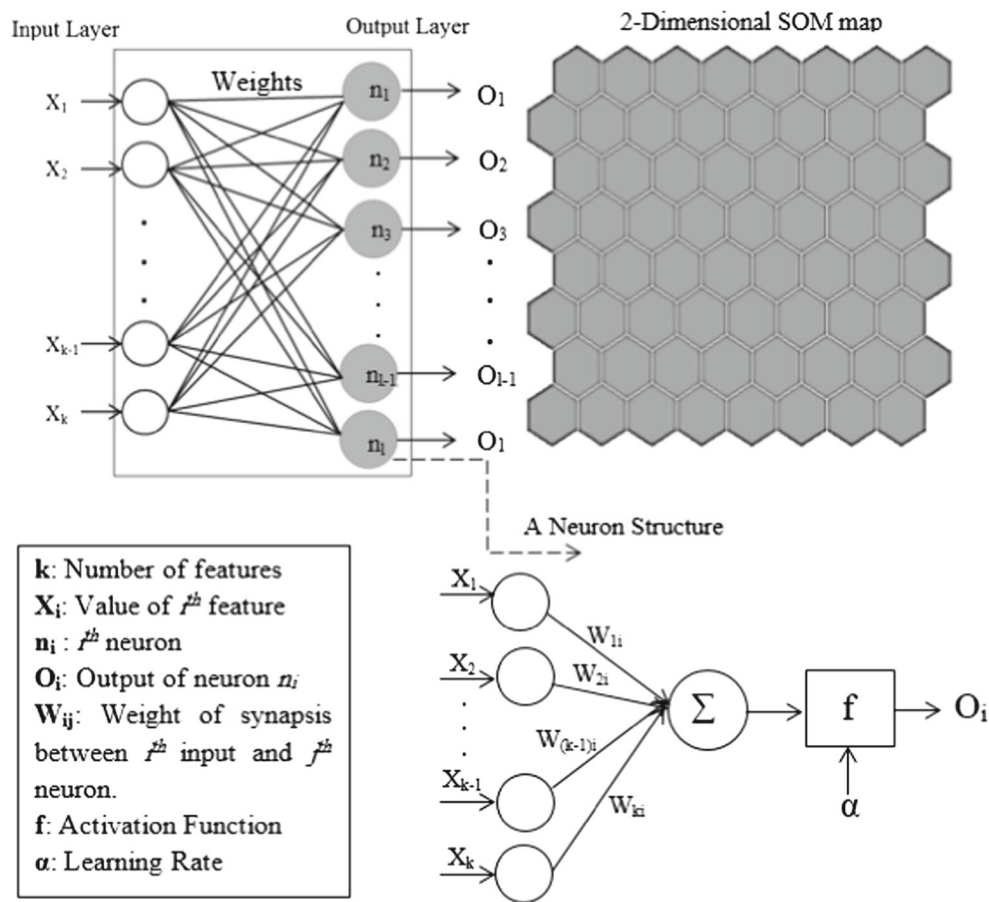 Input Layer
Output Layer
2-Dimensional SOM map
Weights
X1
X2
Xk-1
Xk
n1
n2
n3
nl-1
nl
O1
O2
O3
Ol-1
Ol
A Neuron Structure
k: Number of features
Xi: Value of ith feature
ni : ith neuron
Oi: Output of neuron ni
Wij: Weight of synapsis
between ith input and jth
neuron.
f: Activation Function
α: Learning Rate
X1
X2
Xk-1
Xk
W1i
W2i
W(k-1)i
Wki
Σ
f
Oi
α